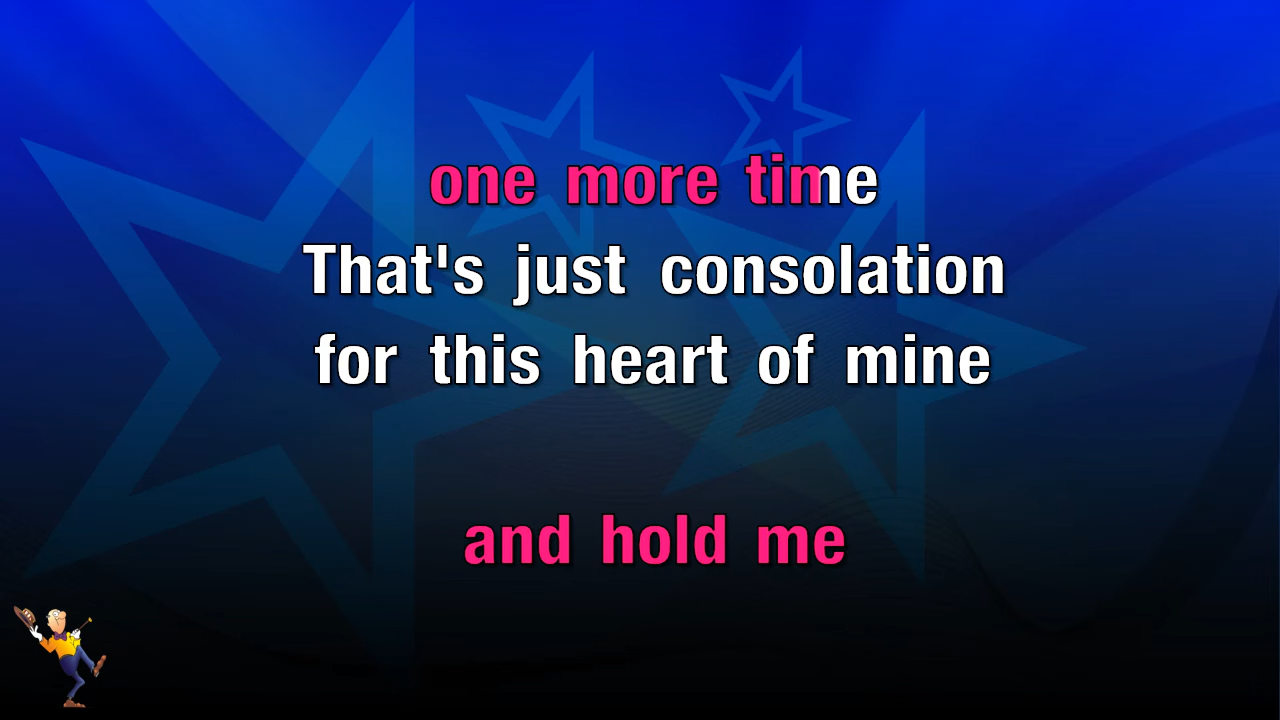 one more time
That's just consolation
for this heart of mine
and hold me